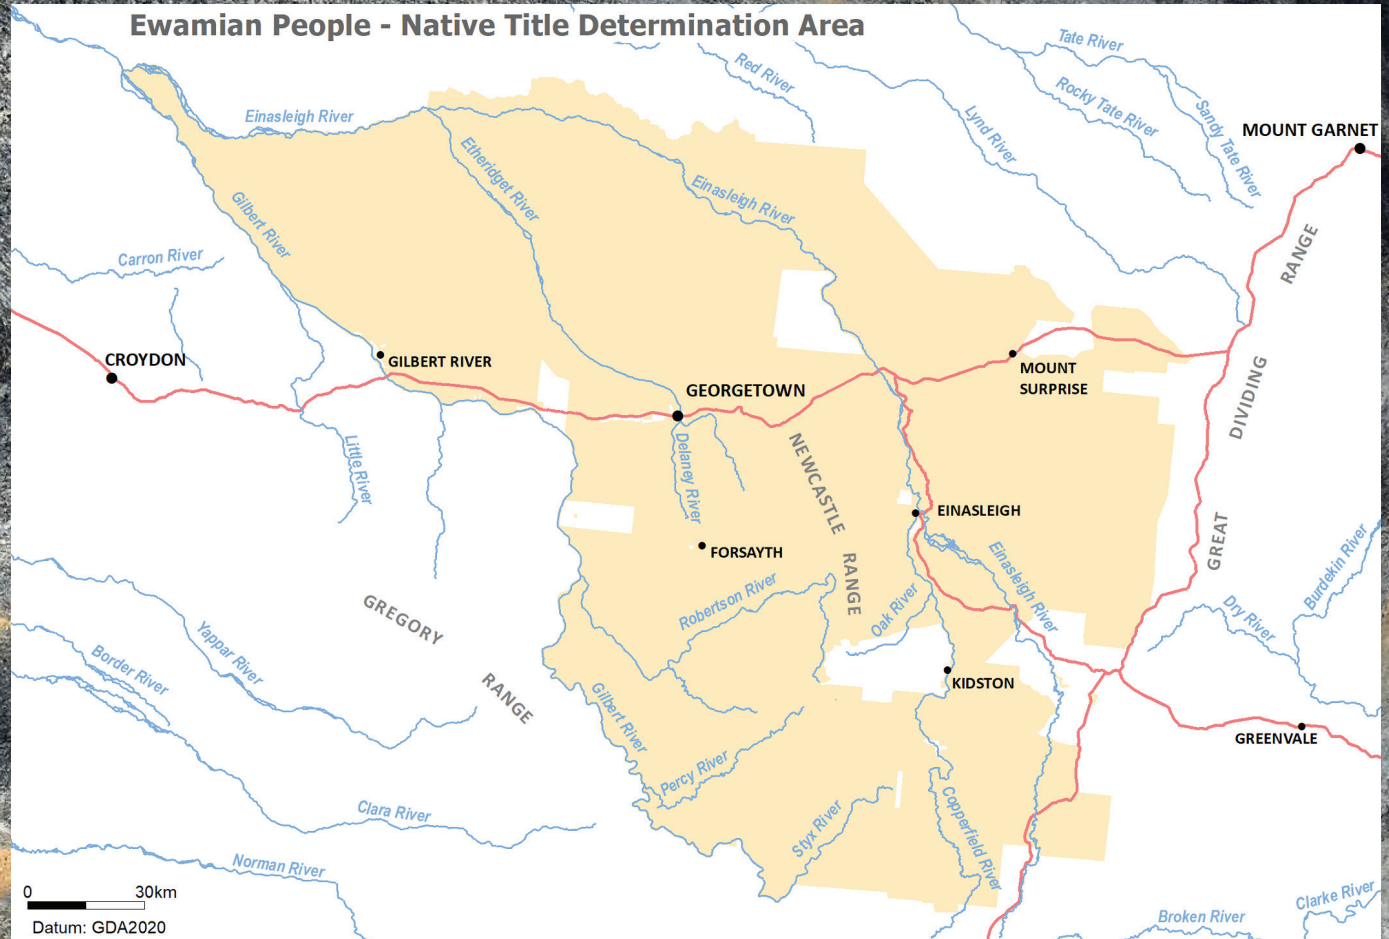 Ewamian People - Native Title Determination Area
Tate River
Red River
Rocky Tate River
Sandy Tate River
Lynd River
MOUNT GARNET
Einasleigh River
Etheridget River
Einasleigh River
Gilbert River
Carron River
RANGE
CROYDON
GILBERT RIVER
GEORGETOWN
MOUNT
SURPRISE
DIVIDING
Little River
Delaney River
NEWCASTLE
RANGE
EINASLEIGH
GREAT
FORSAYTH
Einasleigh River
Burdekin River
Robertson River
Oak River
Dry River
GREGORY
RANGE
Yappar River
Border River
KIDSTON
Gilbert River
GREENVALE
Percy River
Clara River
Styx River
Copperfield River
Norman River
0 30km
Datum: GDA2020
Clarke River
Broken River